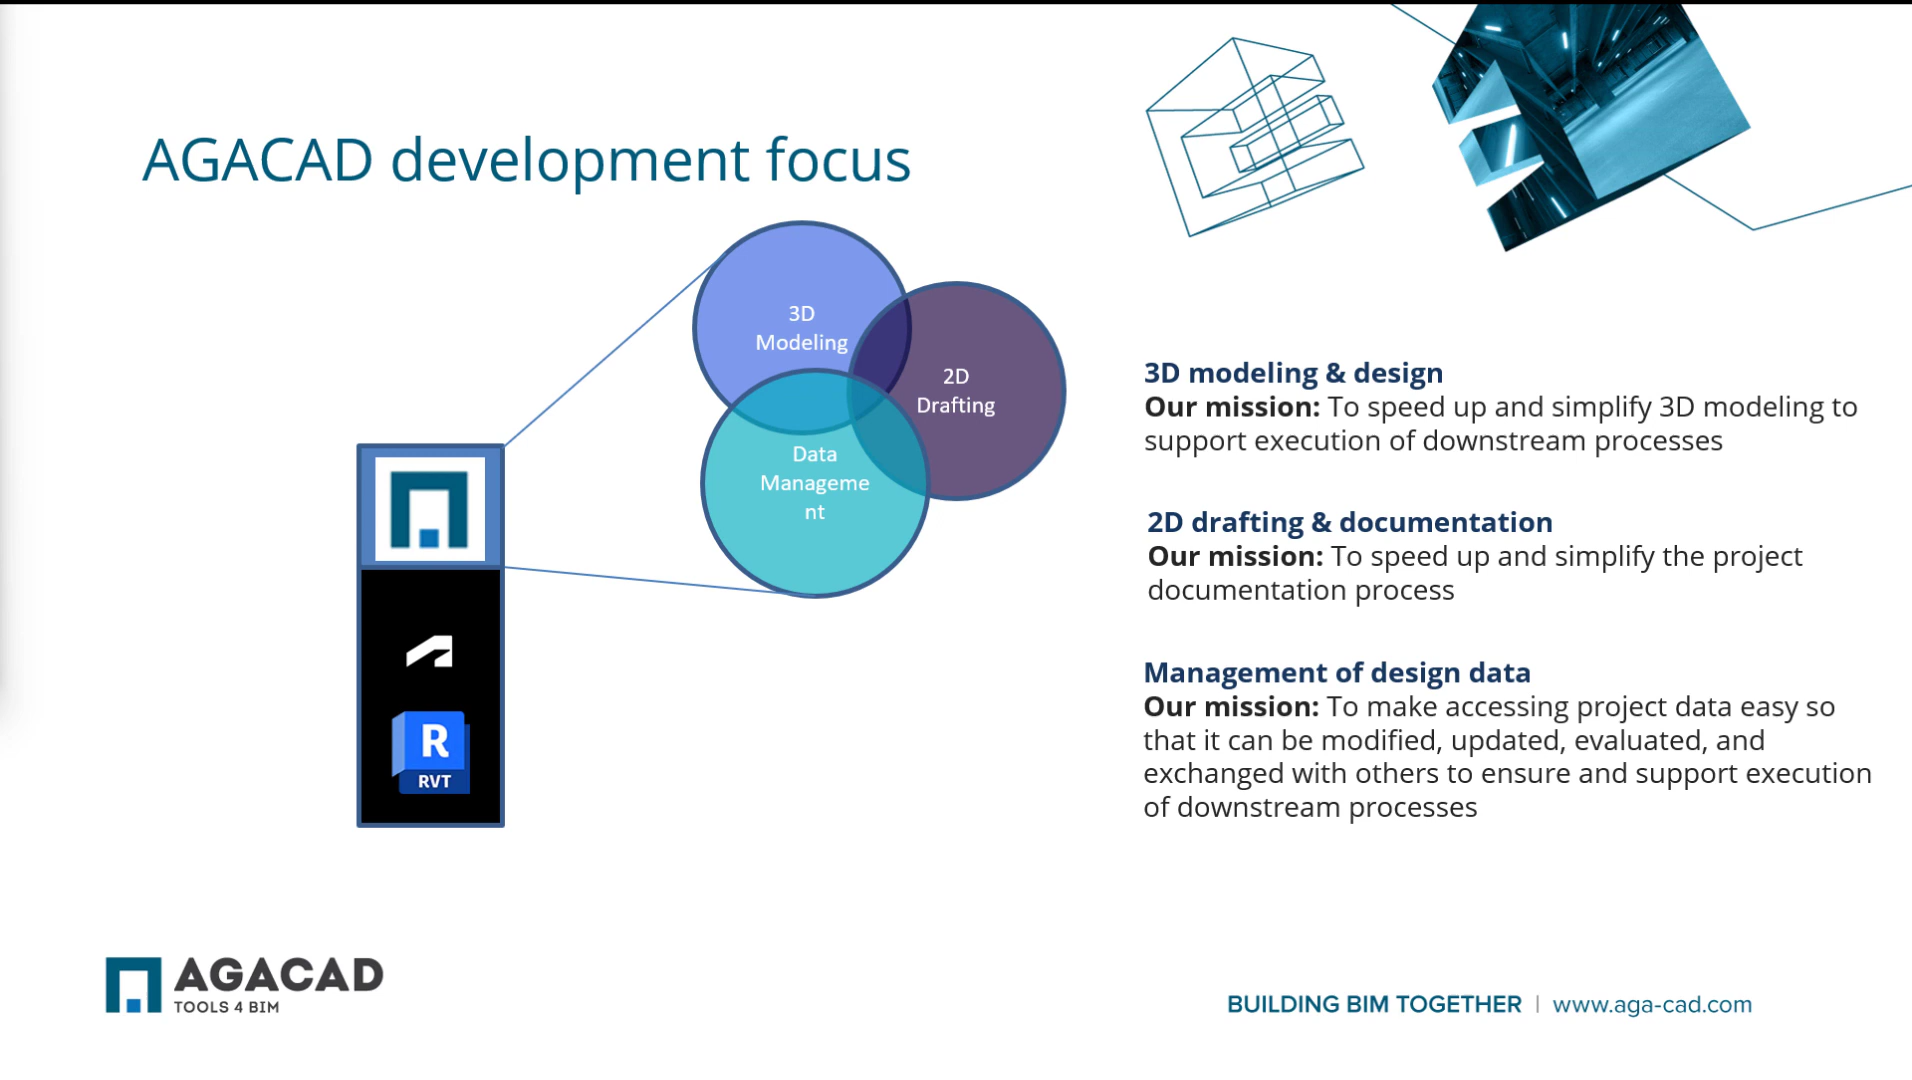 AGACAD development focus
3D
Modeling
2D
Drafting
Data
Manageme
nt
R
RVT
3D modeling & design
Our mission: To speed up and simplify 3D modeling to
support execution of downstream processes
2D drafting & documentation
Our mission: To speed up and simplify the project
documentation process
Management of design data
Our mission: To make accessing project data easy so
that it can be modified, updated, evaluated, and
exchanged with others to ensure and support execution
of downstream processes
AGACAD
TOOLS 4 BIM
BUILDING BIM TOGETHER | www.aga-cad.com